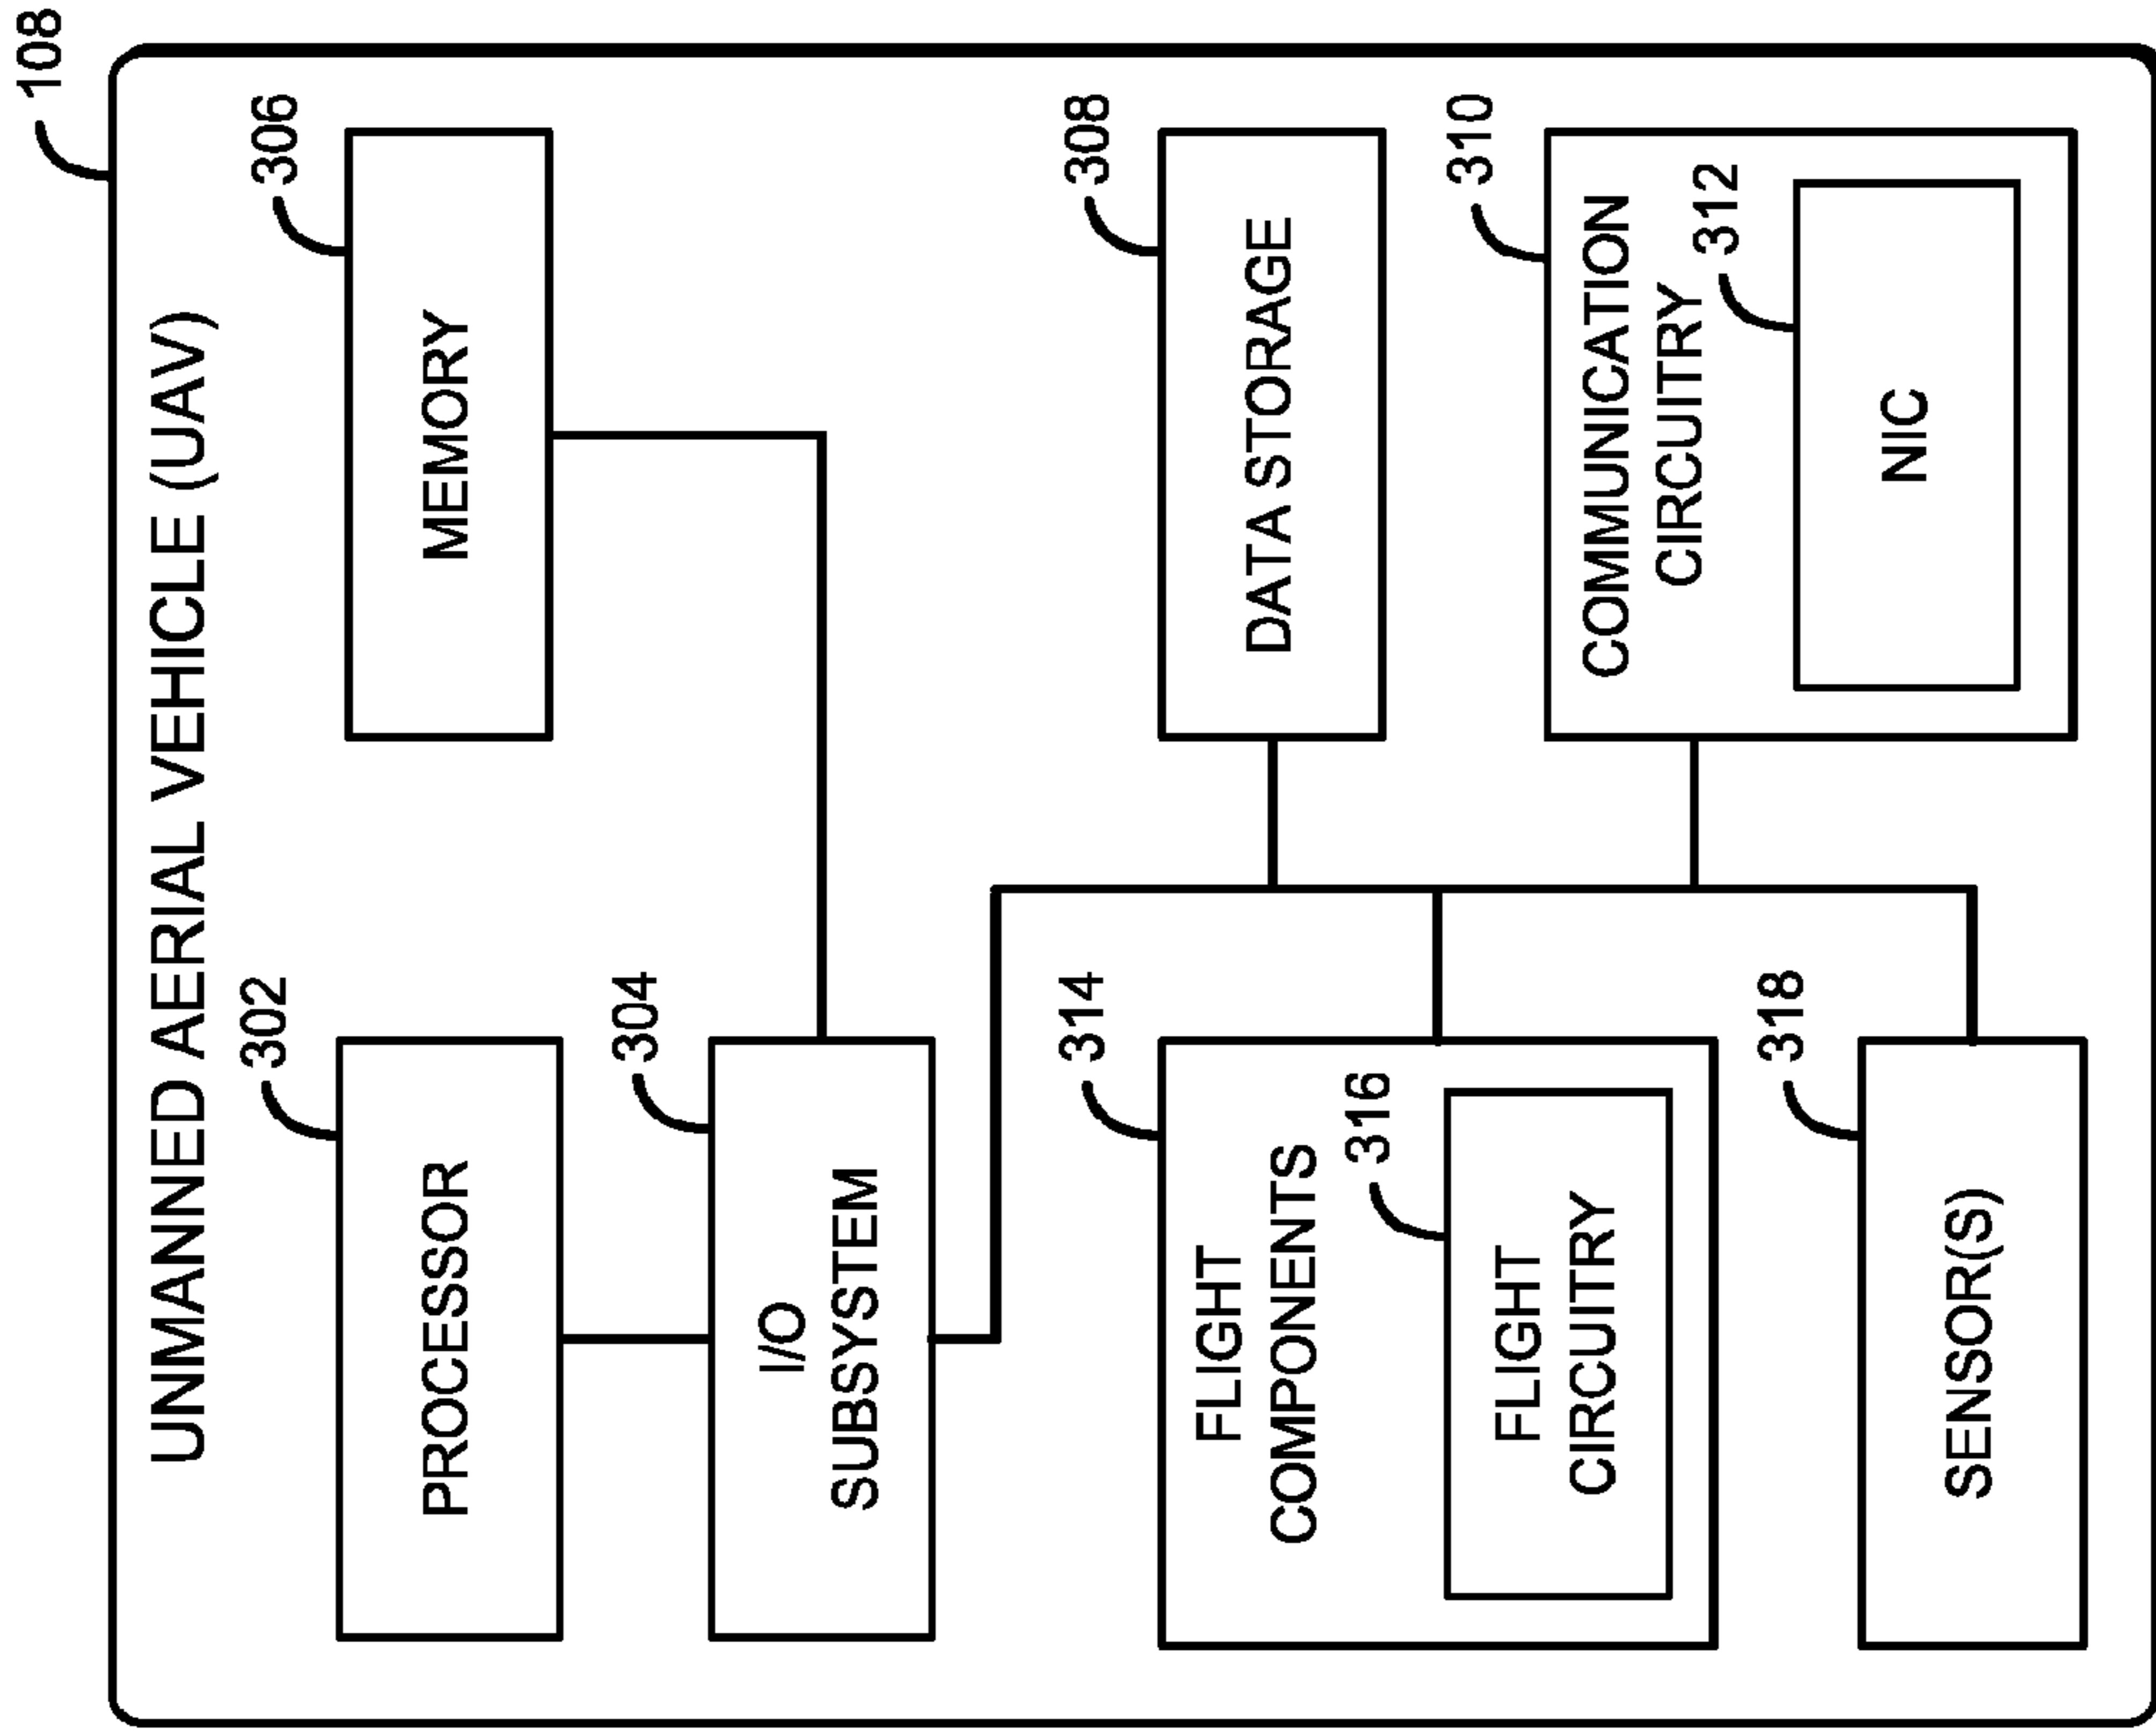 108
UNMANNED AERIAL VEHICLE (UAV)
302
PROCESSOR
306
MEMORY
304
I/O
SUBSYSTEM
314
FLIGHT
COMPONENTS
316
FLIGHT
CIRCUITRY
308
DATA STORAGE
310
COMMUNICATION
CIRCUITRY
312
NIC
318
SENSOR(S)